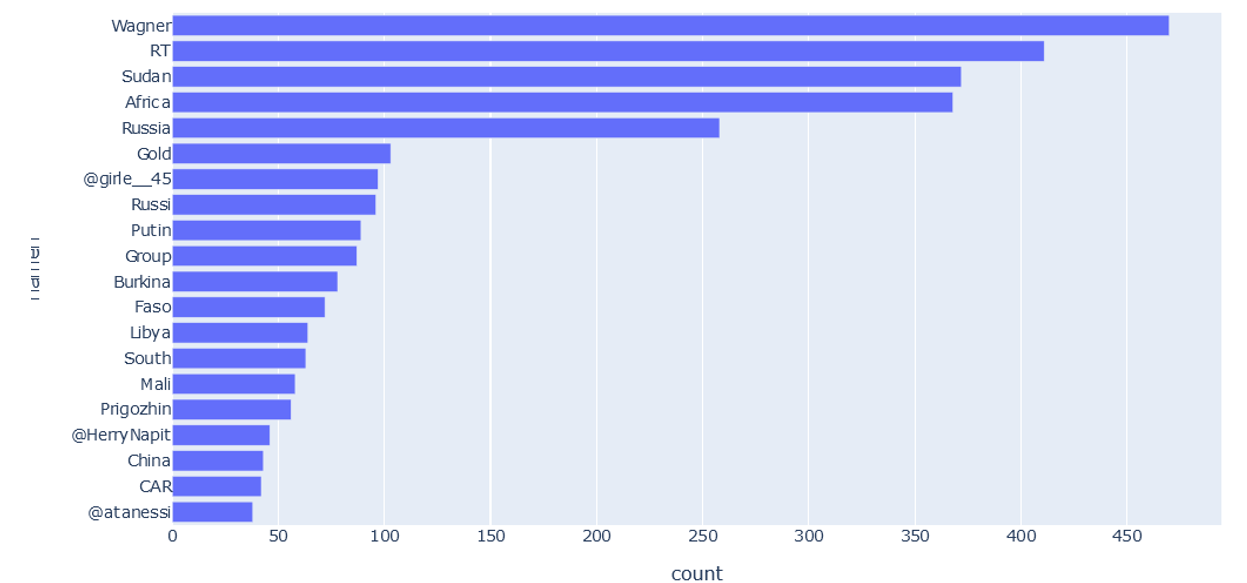 Wagner
RT
Sudan
Africa
Russia
Gold
@girle__45
Russi
Putin
Group
Burkina
Faso
Libya
South
Mali
Prigozhin
@HerryNapit
China
CAR
@atanessi
0 50 100 150 200 250 300 350 400 450
count